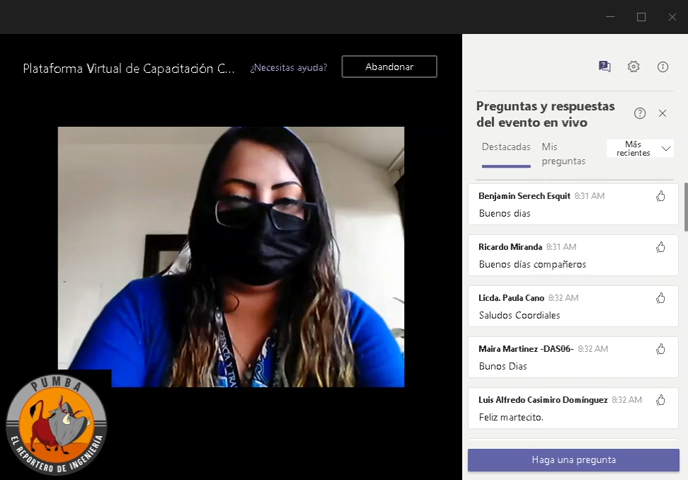 Plataforma Virtual de Capacitación C...
¿Necesitas ayuda?
Abandonar
PUMBA
EL REPORTERO DE INGENIERIA
Preguntas y respuestas
del evento en vivo
Destacadas
Mis
preguntas
Más
recientes
Benjamin Serech Esquit 8:31 AM
Buenos dias
Ricardo Miranda 8:31 AM
Buenos días compañeros
Licda. Paula Cano 8:32 AM
Saludos Coordiales
Maira Martinez -DAS06- 8:32 AM
Bunos Dias
Luis Alfredo Casimiro Domínguez 8:32 AM
Feliz martecito.
Haga una pregunta